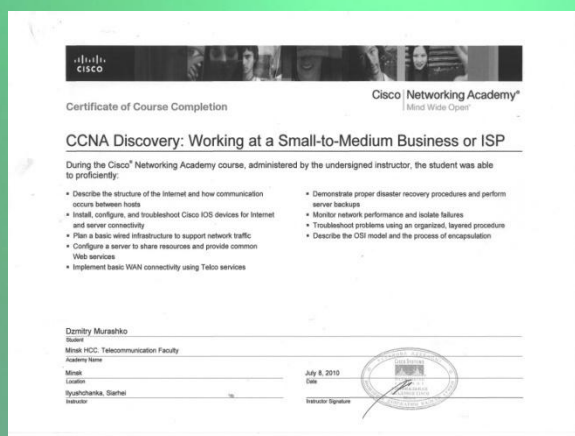 CISCO
Cisco Networking Academy®
Mind Wide Open™
Certificate of Course Completion
CCNA Discovery: Working at a Small-to-Medium Business or ISP
During the Cisco® Networking Academy course, administered by the undersigned instructor, the student was able
to proficiently:
▪ Describe the structure of the Internet and how communication
occurs between hosts
▪ Install, configure, and troubleshoot Cisco IOS devices for Internet
and server connectivity
▪ Plan a basic wired infrastructure to support network traffic
▪ Configure a server to share resources and provide common
Web services
▪ Implement basic WAN connectivity using Telco services
▪ Demonstrate proper disaster recovery procedures and perform
server backups
▪ Monitor network performance and isolate failures
▪ Troubleshoot problems using an organized, layered procedure
▪ Describe the OSI model and the process of encapsulation
Dzmitry Murashko
Student
Minsk HCC. Telecommunication Faculty
Academy Name
Minsk
Location
July 8, 2010
Date
Ilyushchanka, Siarhei
Instructor
Instructor Signature